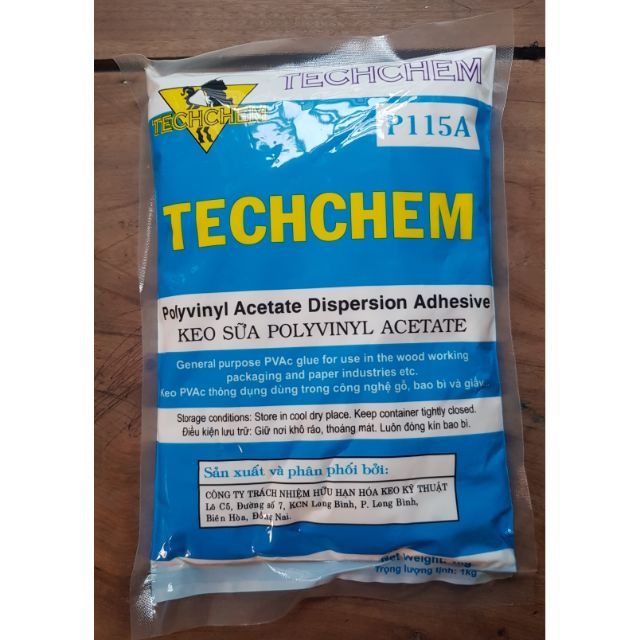 TECHCHEM
TECHCHEM
P115A
TECHCHEM
Polyvinyl Acetate Dispersion Adhesive
KEO SỮA POLYVINYL ACETATE
General purpose PVAc glue for use in the wood working
packaging and paper industries etc.
Keo PVAc thông dụng dùng trong công nghệ gỗ, bao bì và giấy...
Storage conditions: Store in cool dry place. Keep container tightly closed.
Điều kiện lưu trữ: Giữ nơi khô ráo, thoáng mát. Luôn đóng kín bao bì.
Sản xuất và phân phối bởi:
CÔNG TY TRÁCH NHIỆM HỮU HẠN HÓA KEO KỸ THUẬT
Lô C5, Đường số 7, KCN Long Bình, P. Long Bình,
Biên Hòa, Đồng Nai.
Net Weight: 1Kg
Trọng lượng tịnh: 1Kg